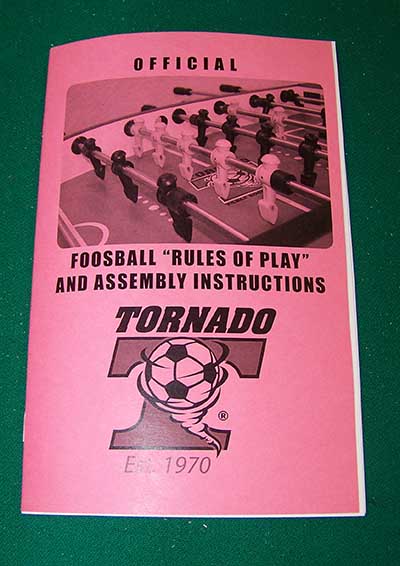 OFFICIAL
FOOSBALL "RULES OF PLAY"
AND ASSEMBLY INSTRUCTIONS
TORNADO
T
®
Est. 1970